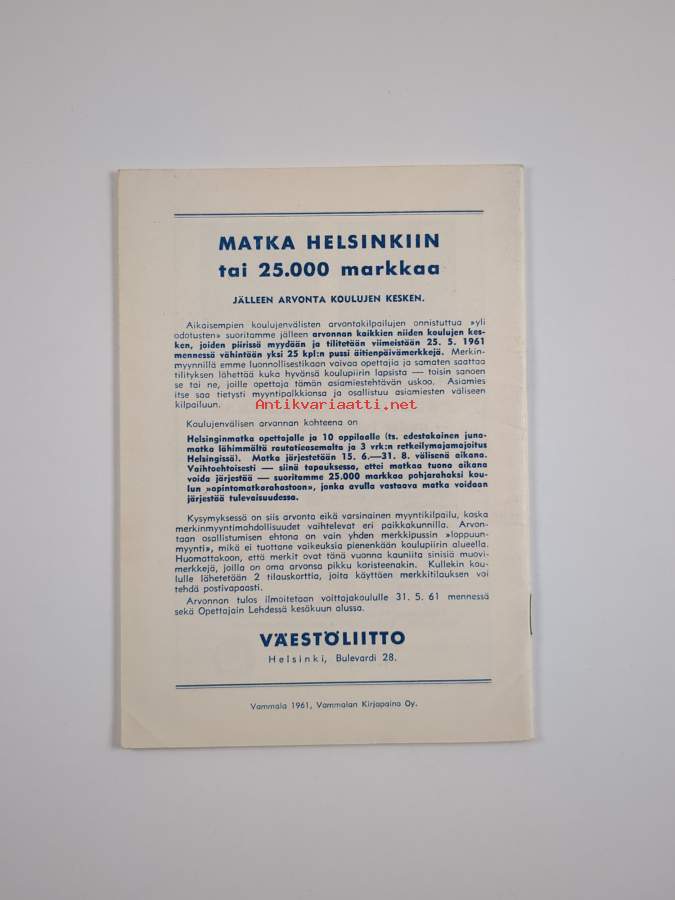 MATKA HELSINKIIN
tai 25.000 markkaa
JÄLLEEN ARVONTA KOULUJEN KESKEN.
Aikaisempien koulujenvälisten arvontakilpailujen onnistuttua »yli
odotusten» suoritamme jälleen arvonnan kaikkien niiden koulujen kes-
ken, joiden piirissä myydään ja tilitetään viimeistään 25. 5. 1961
mennessä vähintään yksi 25 kpl:n pussi äitienpäivämerkkejä. Merkin-
myynnillä emme luonnollisestikaan vaivaa opettajia ja samaten saattaa
tilityksen lähettää kuka hyvänsä koulupiirin lapsista — toisin sanoen
se tai ne, joille opettaja tämän asiamiestehtävän uskoo. Asiamies
itse saa tietysti myyntipalkkionsa ja osallistuu asiamiesten väliseen
kilpailuun.
Antikvariaatti.net
Koulujenvälisen arvannan kohteena on
Helsinginmatka opettajalle ja 10 oppilaalle (ts. edestakainen juna-
matka lähimmältä rautatieasemalta ja 3 vrk:n retkeilymajamajoitus
Helsingissä). Matka järjestetään 15. 6.—31. 8. välisenä aikana.
Vaihtoehtoisesti — siinä tapauksessa, ettei matkaa tuona aikana
voida järjestää — suoritamme 25.000 markkaa pohjarahaksi kou-
lun »opintomatkarahastoon», jonka avulla vastaava matka voidaan
järjestää tulevaisuudessa.
Kysymyksessä on siis arvonta eikä varsinainen myyntikilpailu, koska
merkinmyyntimahdollisuudet vaihtelevat eri paikkakunnilla. Arvon-
taan osallistumisen ehtona on vain yhden merkkipussin »loppuun-
myynti», mikä ei tuottane vaikeuksia pienenkään koulupiirin alueella.
Huomattakoon, että merkit ovat tänä vuonna kauniita sinisiä muovi-
merkkejä, joilla on oma arvonsa pikku koristeenakin. Kullekin kou-
lulle lähetetään 2 tilauskorttia, joita käyttäen merkkitilauksen voi
tehdä postivapaasti.
Arvonnan tulos ilmoitetaan voittajakoululle 31. 5. 61 mennessä
sekä Opettajain Lehdessä kesäkuun alussa.
VÄESTÖLIITTO
Helsinki, Bulevardi 28.
Vammala 1961, Vammalan Kirjapaino Oy.